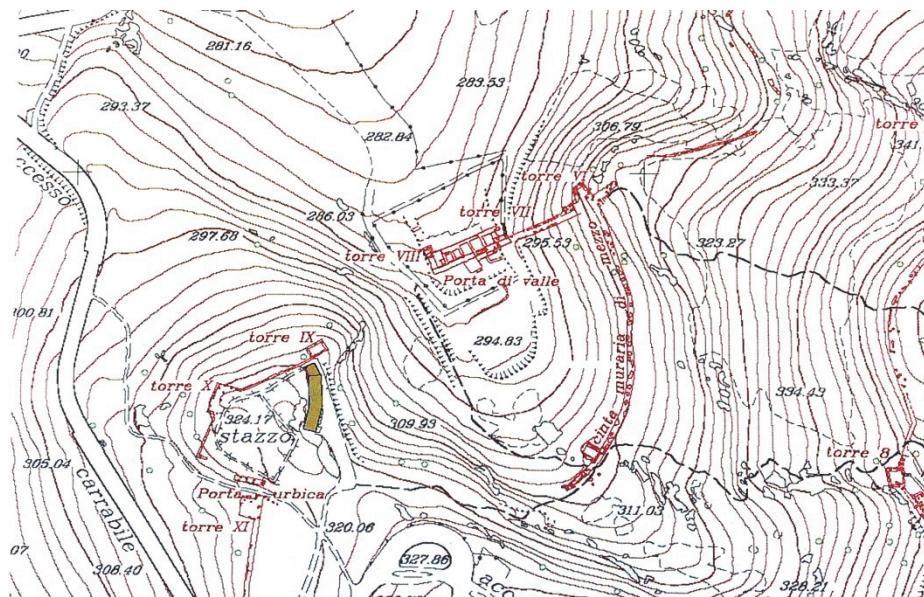 281.16
283.53
293.37
282.84
306.79
torre
341.
ccesso
torre VI
333.37
286.03
torre VII
297.68
295.53
mezzo
323.27
torre VIII
Porta di valle
di
00.81
294.83
torre IX
muraria
torre X
334.43
324.17
stazzo
309.93
cinta
305.04
carrabile
torre 8
Porta urbica
311.03
torre XI
320.06
07
327.86
308.40
aco
328.21